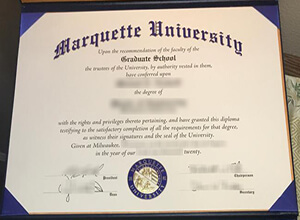 Marquette University
Upon the recommendation of the faculty of the
Graduate School
the trustees of the University, by authority vested in them,
have conferred upon
the degree of
with the rights and privileges thereto pertaining, and have granted this diploma
testifying to the satisfactory completion of all the requirements for that degree,
as witness their signatures and the seal of the University.
Given at Milwaukee,
in the year of our twenty.
President
Chairperson
Dean
Secretary
MARQUETTE
UNIVERSITY